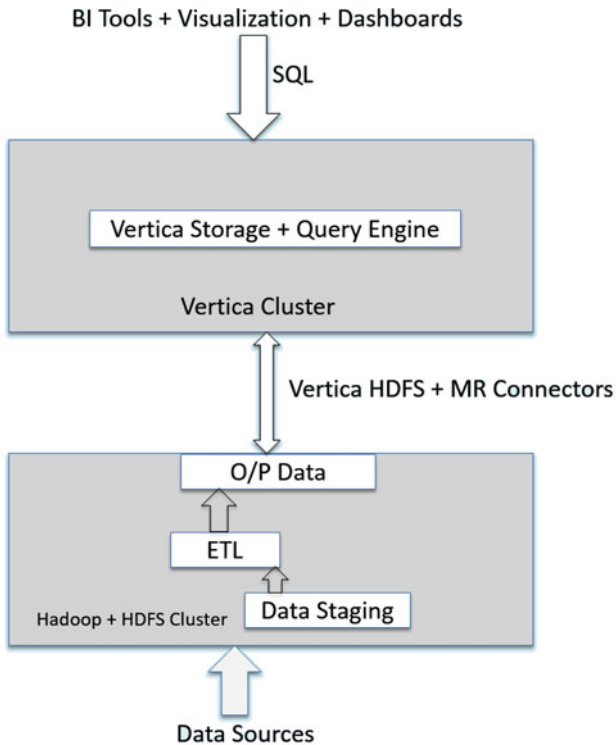 BI Tools + Visualization + Dashboards
SQL
Vertica Storage + Query Engine
Vertica Cluster
Vertica HDFS + MR Connectors
O/P Data
ETL
Data Staging
Hadoop + HDFS Cluster
Data Sources